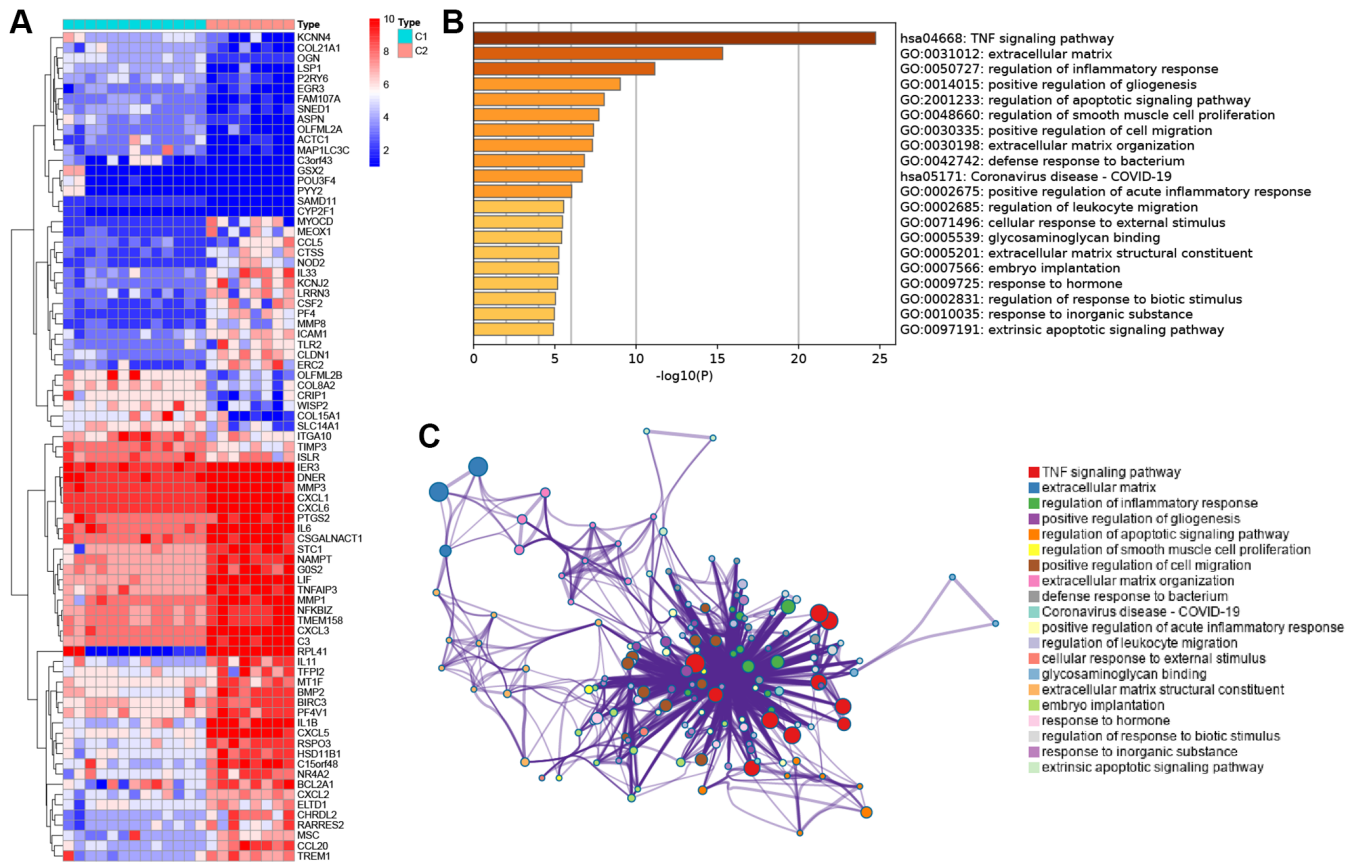 A
Type
KCNN4
COL21A1
OGN
LSP1
P2RY6
EGR3
FAM107A
SNED1
ASPN
OLFML2A
ACTC1
MAP1LC3C
C3orf43
GSX2
POU3F4
PYY2
SAMD11
CYP2F1
MYOCD
MEOX1
CCL5
CTSS
NOD2
IL33
KCNJ2
LRRN3
CSF2
PF4
MMP8
ICAM1
TLR2
CLDN1
ERC2
OLFML2B
COL8A2
CRIP1
WISP2
COL15A1
SLC14A1
ITGA10
TIMP3
ISLR
IER3
DNER
MMP3
CXCL1
CXCL6
PTGS2
IL6
CSGALNACT1
STC1
NAMPT
G0S2
LIF
TNFAIP3
MMP1
NFKBIZ
TMEM158
CXCL3
C3
RPL41
IL11
TFPI2
MT1F
BMP2
BIRC3
PF4V1
IL1B
CXCL5
RSPO3
HSD11B1
C15orf48
NR4A2
BCL2A1
CXCL2
ELTD1
CHRDL2
RARRES2
MSC
CCL20
TREM1
10
8
6
4
2
Type
C1
C2
B
hsa04668: TNF signaling pathway
GO:0031012: extracellular matrix
GO:0050727: regulation of inflammatory response
GO:0014015: positive regulation of gliogenesis
GO:2001233: regulation of apoptotic signaling pathway
GO:0048660: regulation of smooth muscle cell proliferation
GO:0030335: positive regulation of cell migration
GO:0030198: extracellular matrix organization
GO:0042742: defense response to bacterium
hsa05171: Coronavirus disease - COVID-19
GO:0002675: positive regulation of acute inflammatory response
GO:0002685: regulation of leukocyte migration
GO:0071496: cellular response to external stimulus
GO:0005539: glycosaminoglycan binding
GO:0005201: extracellular matrix structural constituent
GO:0007566: embryo implantation
GO:0009725: response to hormone
GO:0002831: regulation of response to biotic stimulus
GO:0010035: response to inorganic substance
GO:0097191: extrinsic apoptotic signaling pathway
0 5 10 15 20 25
-log10(P)
C
TNF signaling pathway
extracellular matrix
regulation of inflammatory response
positive regulation of gliogenesis
regulation of apoptotic signaling pathway
regulation of smooth muscle cell proliferation
positive regulation of cell migration
extracellular matrix organization
defense response to bacterium
Coronavirus disease - COVID-19
positive regulation of acute inflammatory response
regulation of leukocyte migration
cellular response to external stimulus
glycosaminoglycan binding
extracellular matrix structural constituent
embryo implantation
response to hormone
regulation of response to biotic stimulus
response to inorganic substance
extrinsic apoptotic signaling pathway